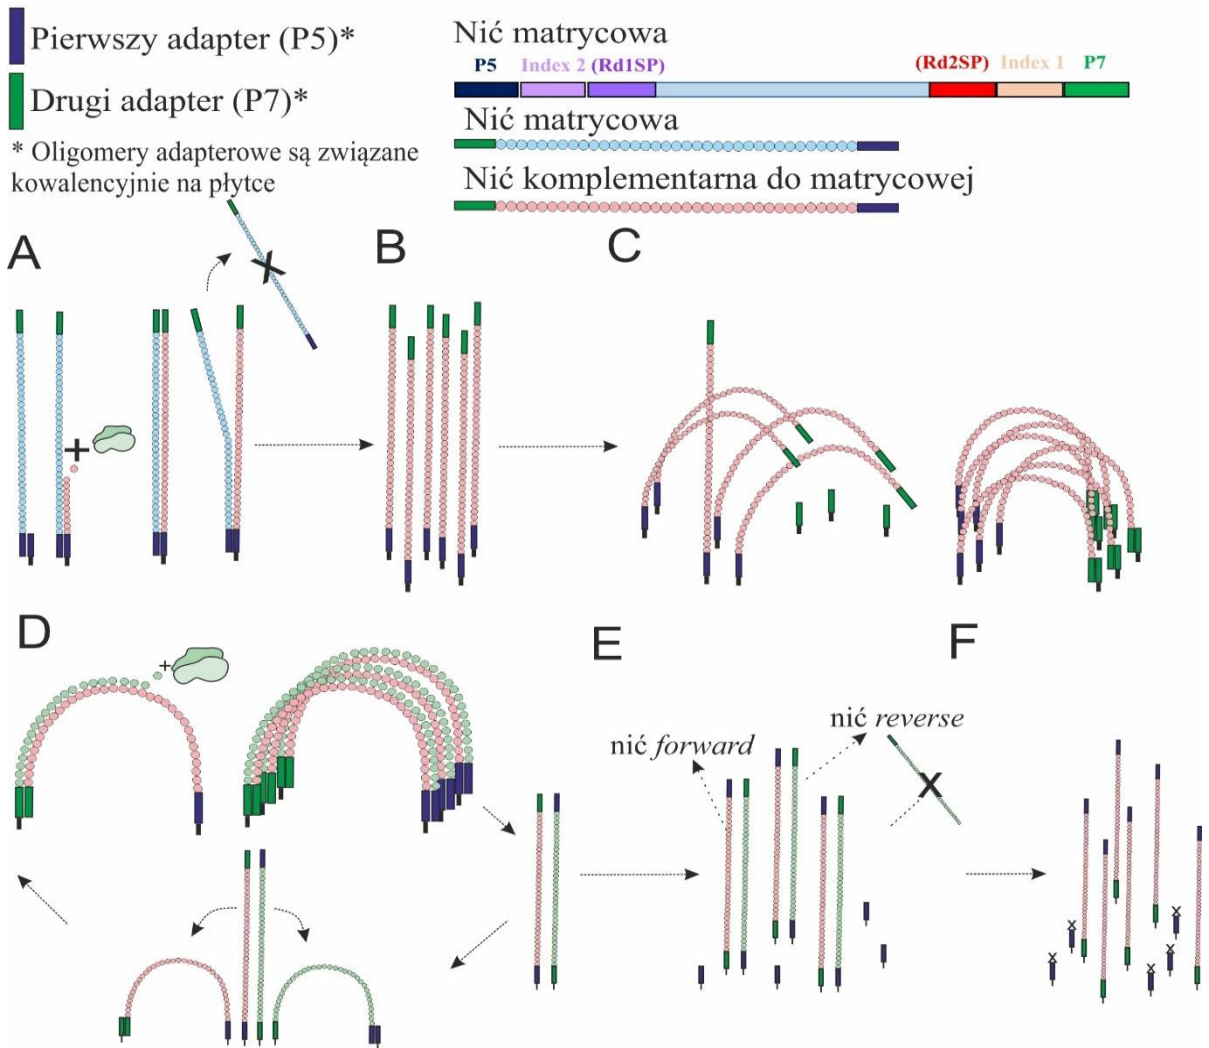 Pierwszy adapter (P5)*
Drugi adapter (P7)*
* Oligomery adapterowe są związane
kowalencyjnie na płytce
Nić matrycowa
P5 Index 2 (Rd1SP) (Rd2SP) Index 1 P7
Nić matrycowa
Nić komplementarna do matrycowej
A
B
C
D
E
F
nić forward
nić reverse